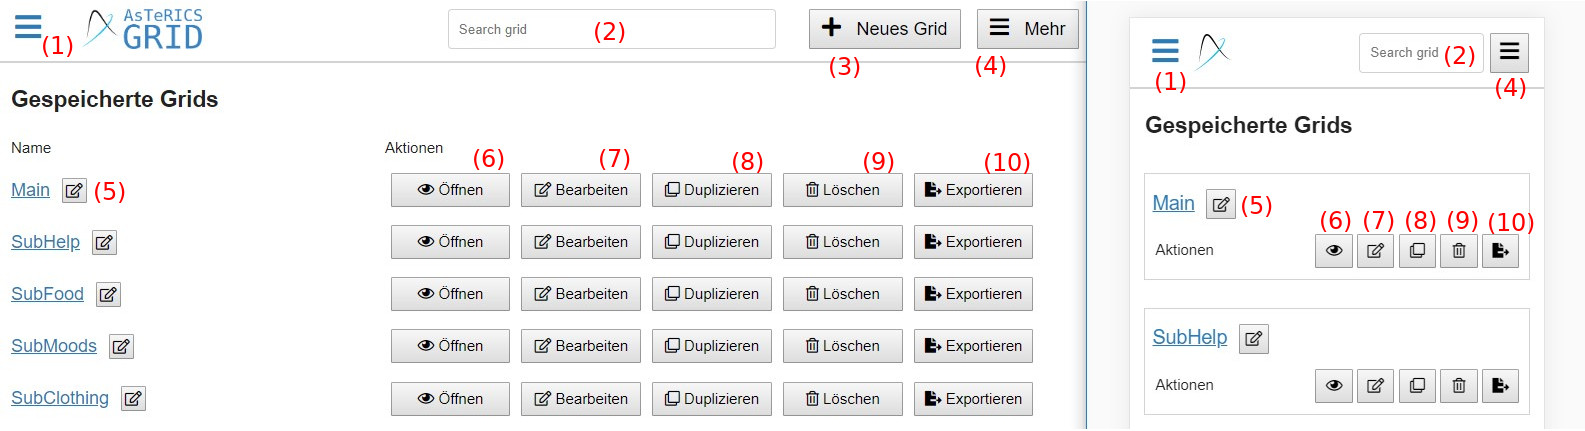 AsTeRICS
GRID
(1)
Search grid (2)
Neues Grid
(3)
Mehr
(4)
Gespeicherte Grids
Name Aktionen
(6) (7) (8) (9) (10)
Main (5) Öffnen Bearbeiten Duplizieren Löschen Exportieren
SubHelp Öffnen Bearbeiten Duplizieren Löschen Exportieren
SubFood Öffnen Bearbeiten Duplizieren Löschen Exportieren
SubMoods Öffnen Bearbeiten Duplizieren Löschen Exportieren
SubClothing Öffnen Bearbeiten Duplizieren Löschen Exportieren
(1)
Search grid (2)
(4)
Gespeicherte Grids
Main (5)
(6) (7) (8) (9) (10)
Aktionen
SubHelp
Aktionen